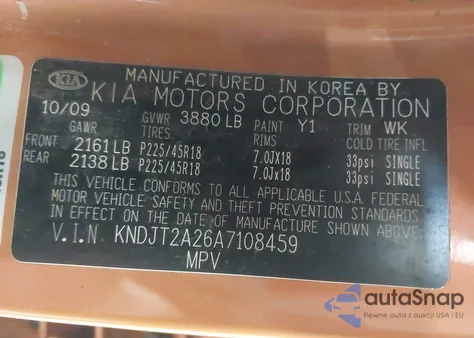 MANUFACTURED IN KOREA BY
KIA KIA MOTORS CORPORATION
10/09 GVWR 3880 LB PAINT Y1 TRIM WK
GAWR TIRES. RIMS COLD TIRE INFL
FRONT 2161 LB P225/45R18 7.0JX18 33psi SINGLE
REAR 2138 LB P225/45R18 7.0JX18 33psi SINGLE
THIS VEHICLE CONFORMS TO ALL APPLICABLE U.S.A. FEDERAL
MOTOR VEHICLE SAFETY AND THEFT PREVENTION STANDARDS
IN EFFECT ON THE DATE OF MANUFACTURE SHOWN ABOVE.
V.I.N KNDJT2A26A7108459
MPV
autoSnap
Pewne auta z aukcji USA i EU